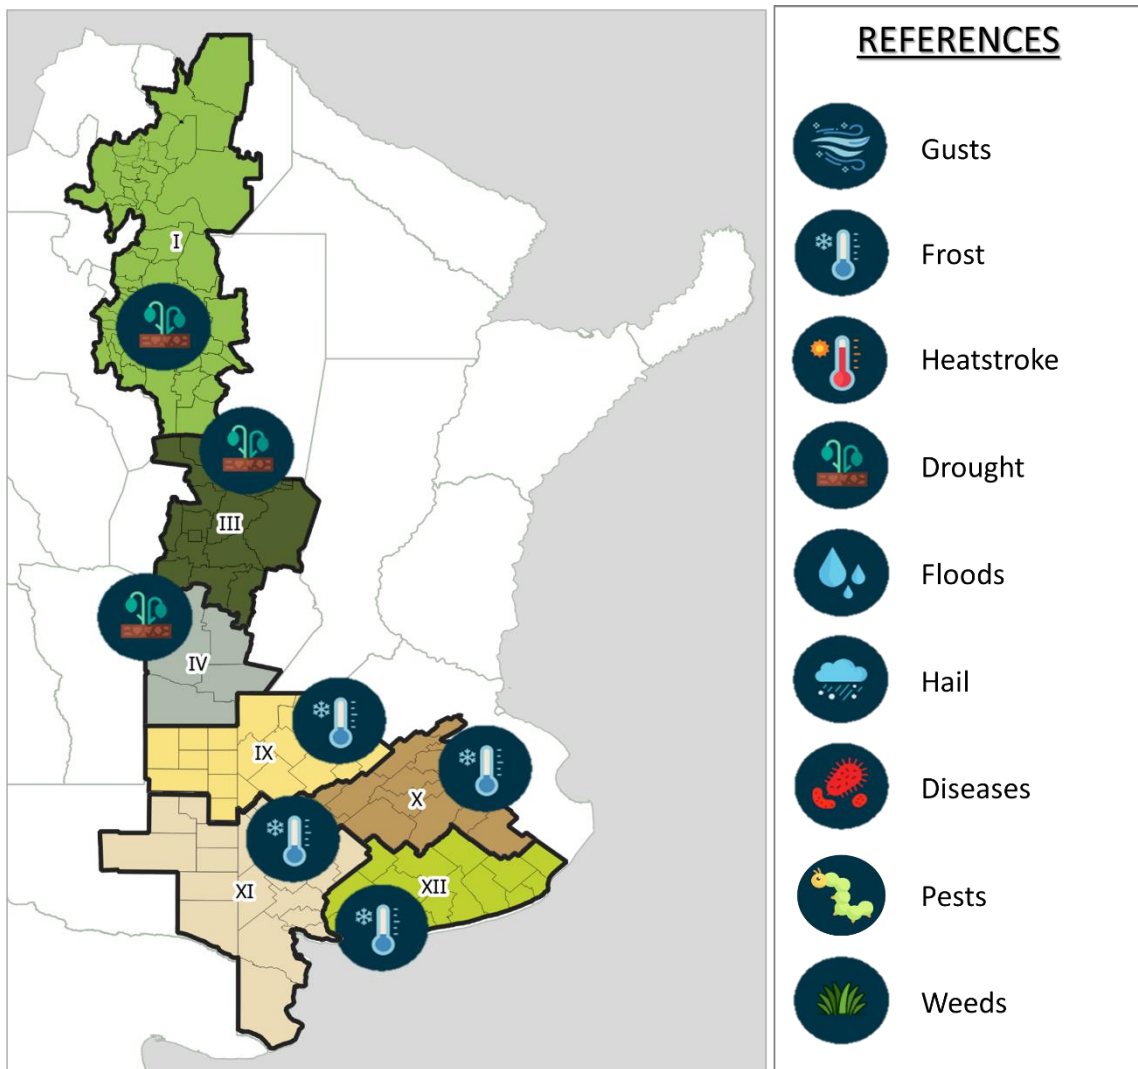 REFERENCES
Gusts
Frost
Heatstroke
Drought
Floods
Hail
Diseases
Pests
Weeds
I
III
IV
IX
X
XI
XII